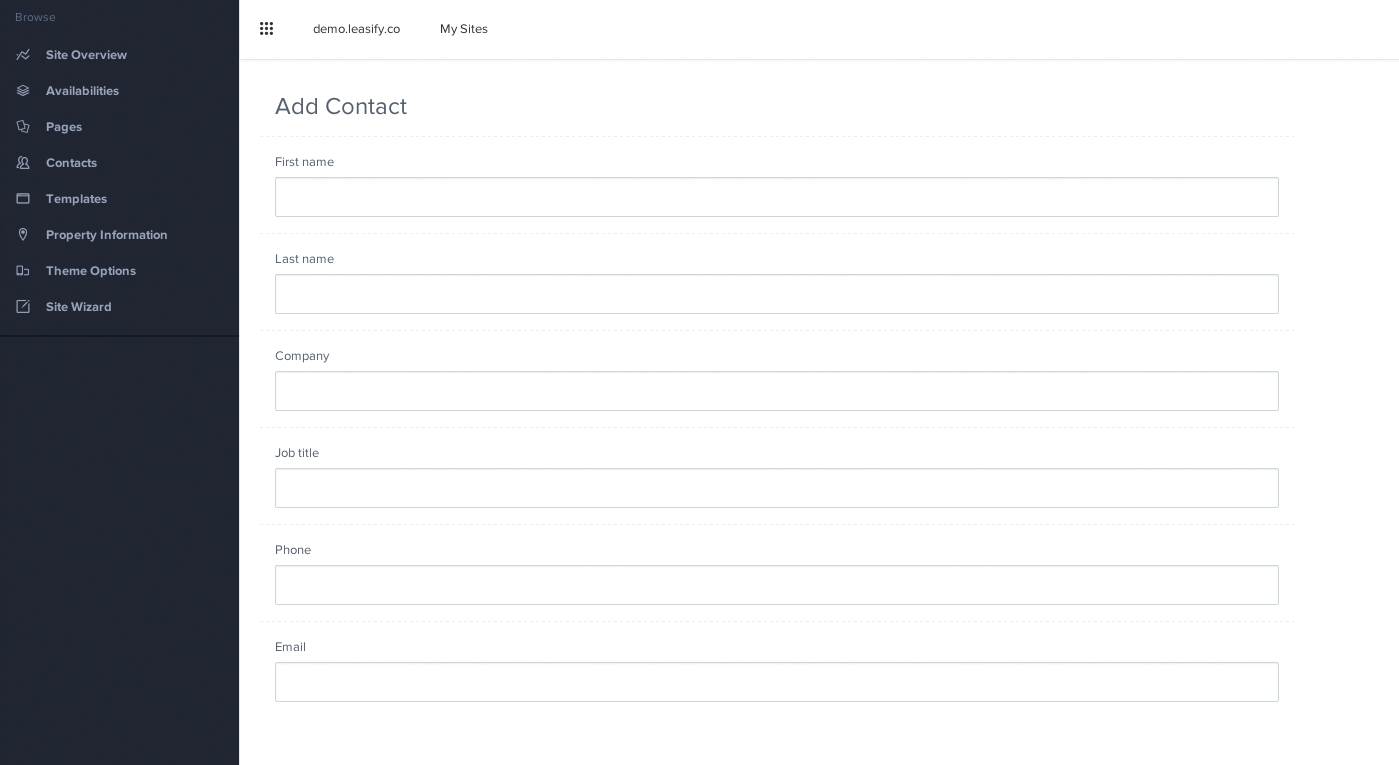 Browse
Site Overview
Availabilities
Pages
Contacts
Templates
Property Information
Theme Options
Site Wizard
demo.leasify.co
My Sites
Add Contact
First name
Last name
Company
Job title
Phone
Email